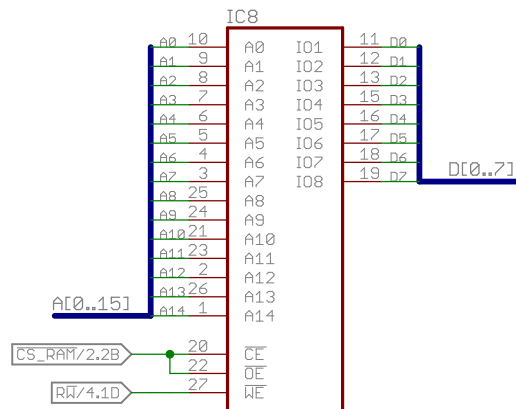 IC8
A0 10 A0 IO1 11 D0
A1 9 A1 IO2 12 D1
A2 8 A2 IO3 13 D2
A3 7 A3 IO4 15 D3
A4 6 A4 IO5 16 D4
A5 5 A5 IO6 17 D5
A6 4 A6 IO7 18 D6
A7 3 A7 IO8 19 D7
D[0..7]
A8 25 A8
A9 24 A9
A10 21 A10
A11 23 A11
A12 2 A12
A13 26 A13
A[0..15]
A14 1 A14
C̅S̅_̅R̅A̅M̅/2.2B 20 C̅E̅
22 O̅E̅
RW̅/4.1D 27 W̅E̅